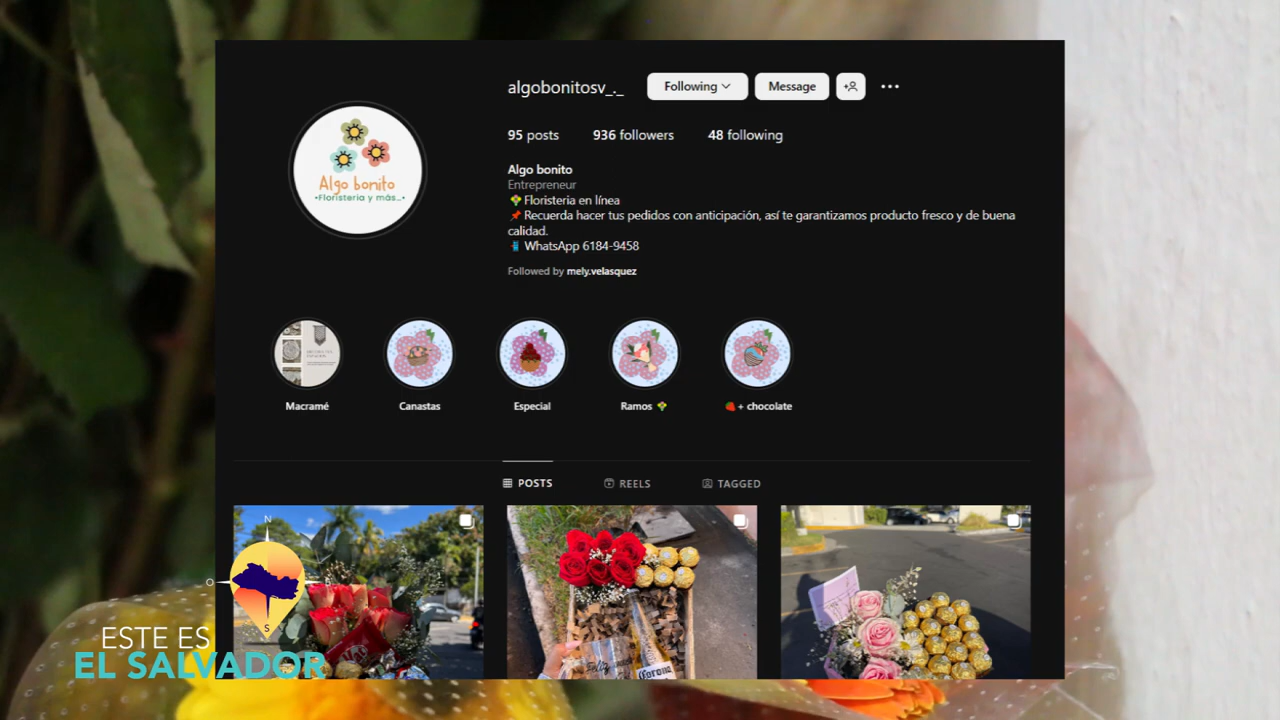 algobonitosv_._
Following
Message
95 posts
936 followers
48 following
Algo bonito
Entrepreneur
Floristeria en línea
Recuerda hacer tus pedidos con anticipación, así te garantizamos producto fresco y de buena
calidad.
WhatsApp 6184-9458
Followed by mely.velasquez
Algo bonito
•Floristeria y más...•
Macramé
Canastas
Especial
Ramos
+ chocolate
POSTS
REELS
TAGGED
N
O
S
ESTE ES
EL SALVADOR
Corona